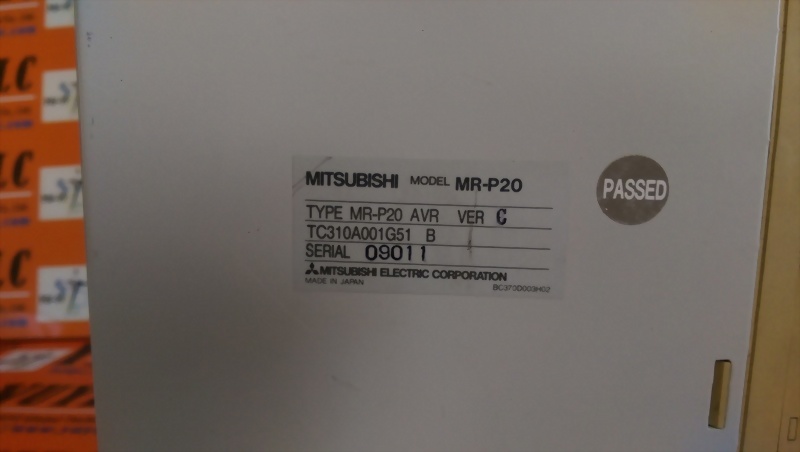 MITSUBISHI MODEL MR-P20
TYPE MR-P20 AVR VER C
TC310A001G51 B
SERIAL 09011
MITSUBISHI ELECTRIC CORPORATION
MADE IN JAPAN BC370D003H02
PASSED